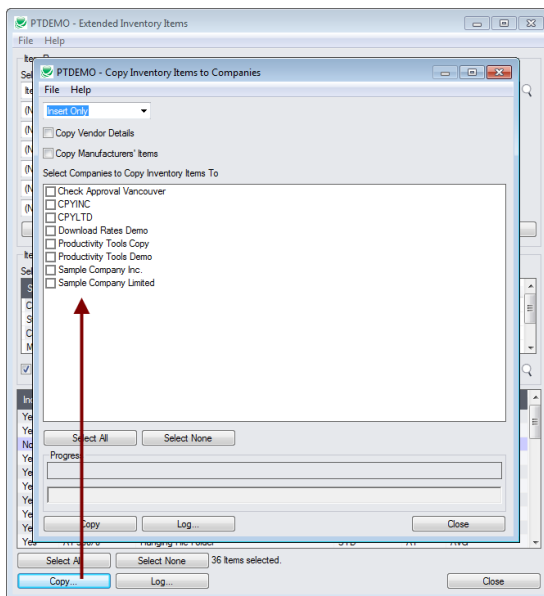 PTDEMO - Extended Inventory Items
File Help
PTDEMO - Copy Inventory Items to Companies
File Help
Insert Only
Copy Vendor Details
Copy Manufacturers' Items
Select Companies to Copy Inventory Items To
Check Approval Vancouver
CPYINC
CPYLTD
Download Rates Demo
Productivity Tools Copy
Productivity Tools Demo
Sample Company Inc.
Sample Company Limited
Select All Select None
Progress
Copy Log... Close
Select All Select None 36 Items selected.
Copy... Log... Close